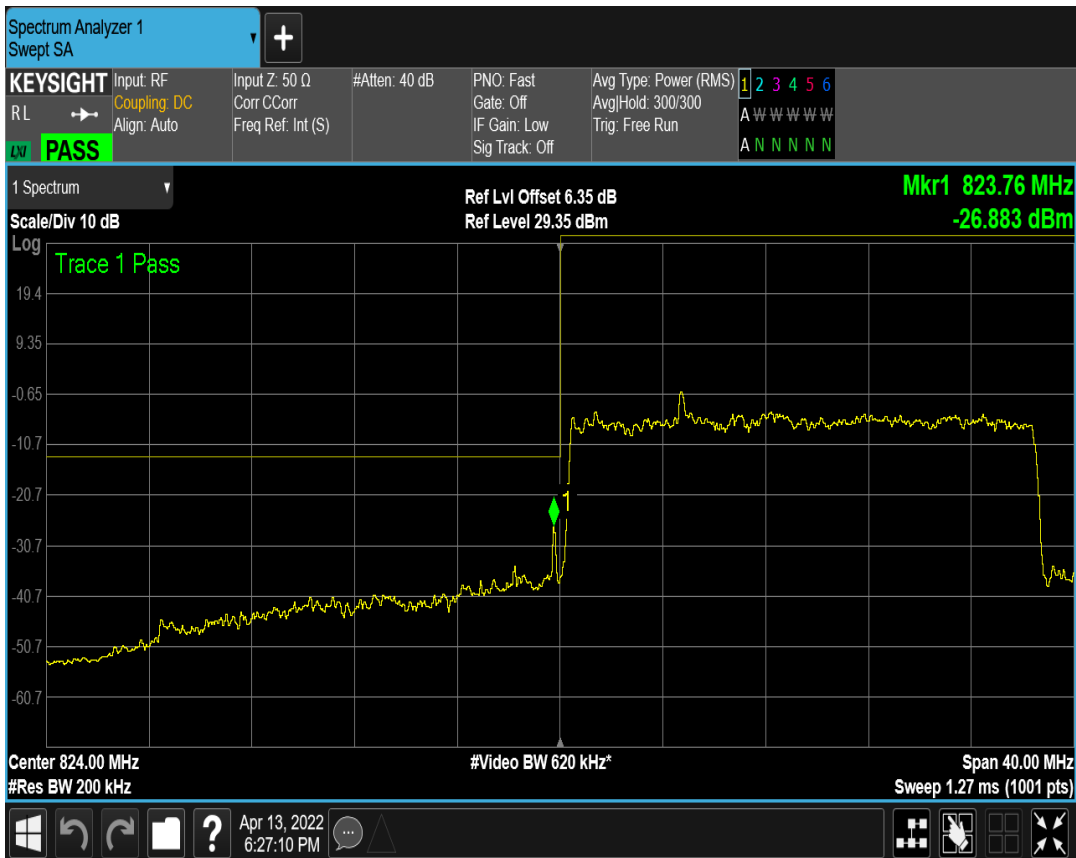 Spectrum Analyzer 1
Swept SA
+
KEYSIGHT
RL
LXI PASS
Input: RF
Coupling: DC
Align: Auto
Input Z: 50 Ω
Corr CCorr
Freq Ref: Int (S)
#Atten: 40 dB
PNO: Fast
Gate: Off
IF Gain: Low
Sig Track: Off
Avg Type: Power (RMS)
Avg|Hold: 300/300
Trig: Free Run
1 2 3 4 5 6
A W W W W W
A N N N N N
1 Spectrum
Scale/Div 10 dB
Ref Lvl Offset 6.35 dB
Ref Level 29.35 dBm
Mkr1 823.76 MHz
-26.883 dBm
Log
Trace 1 Pass
19.4
9.35
-0.65
-10.7
-20.7
1
-30.7
-40.7
-50.7
-60.7
Center 824.00 MHz
#Video BW 620 kHz*
Span 40.00 MHz
#Res BW 200 kHz
Sweep 1.27 ms (1001 pts)
?
Apr 13, 2022
6:27:10 PM